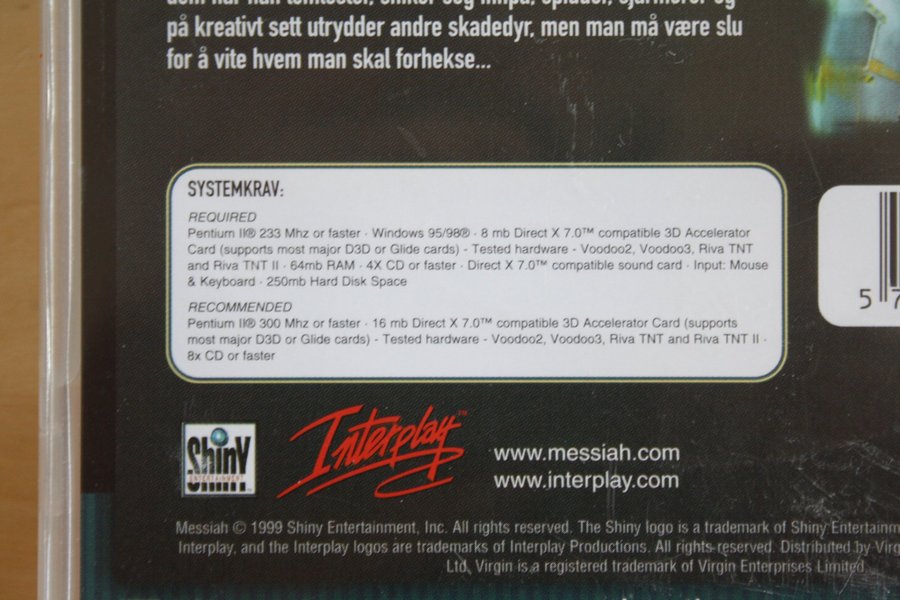 på kreativt sett utrydder andre skadedyr, men man må være slu
for å vite hvem man skal forhekse...
SYSTEMKRAV:
REQUIRED
Pentium II® 233 Mhz or faster · Windows 95/98® · 8 mb Direct X 7.0™ compatible 3D Accelerator
Card (supports most major D3D or Glide cards) - Tested hardware - Voodoo2, Voodoo3, Riva TNT
and Riva TNT II · 64mb RAM · 4X CD or faster · Direct X 7.0™ compatible sound card · Input: Mouse
& Keyboard · 250mb Hard Disk Space
RECOMMENDED
Pentium II® 300 Mhz or faster · 16 mb Direct X 7.0™ compatible 3D Accelerator Card (supports
most major D3D or Glide cards) - Tested hardware - Voodoo2, Voodoo3, Riva TNT and Riva TNT II ·
8x CD or faster
5 7
Shiny
ENTERTAINMENT
Interplay™
www.messiah.com
www.interplay.com
Messiah © 1999 Shiny Entertainment, Inc. All rights reserved. The Shiny logo is a trademark of Shiny Entertainm
Interplay, and the Interplay logos are trademarks of Interplay Productions. All rights reserved. Distributed by Virg
Ltd, Virgin is a registered trademark of Virgin Enterprises Limited.